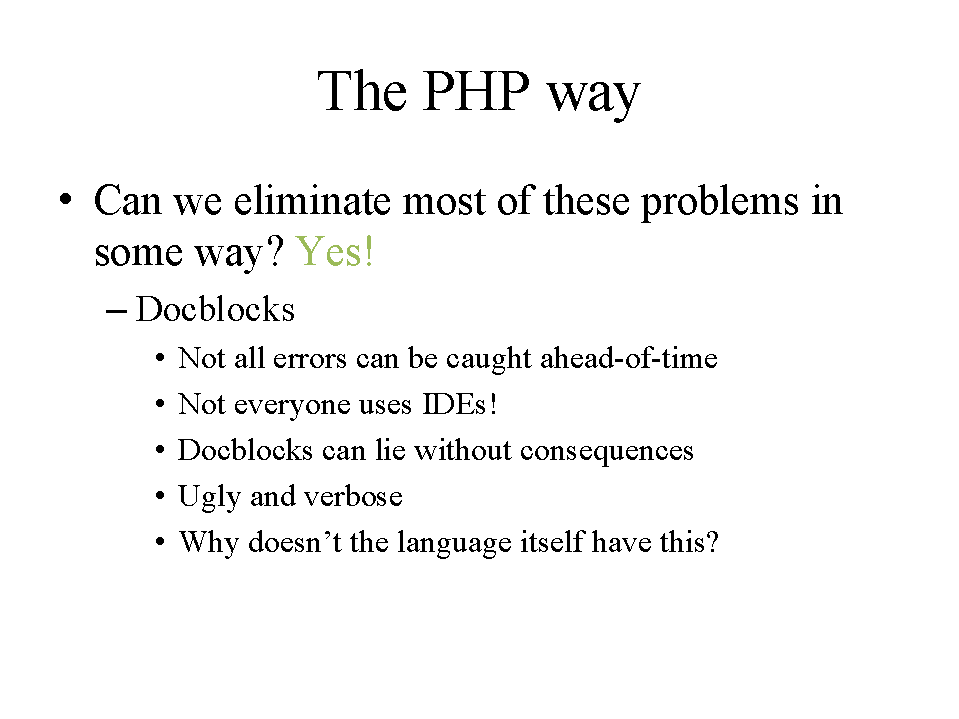 The PHP way
• Can we eliminate most of these problems in
some way? Yes!
– Docblocks
• Not all errors can be caught ahead-of-time
• Not everyone uses IDEs!
• Docblocks can lie without consequences
• Ugly and verbose
• Why doesn’t the language itself have this?